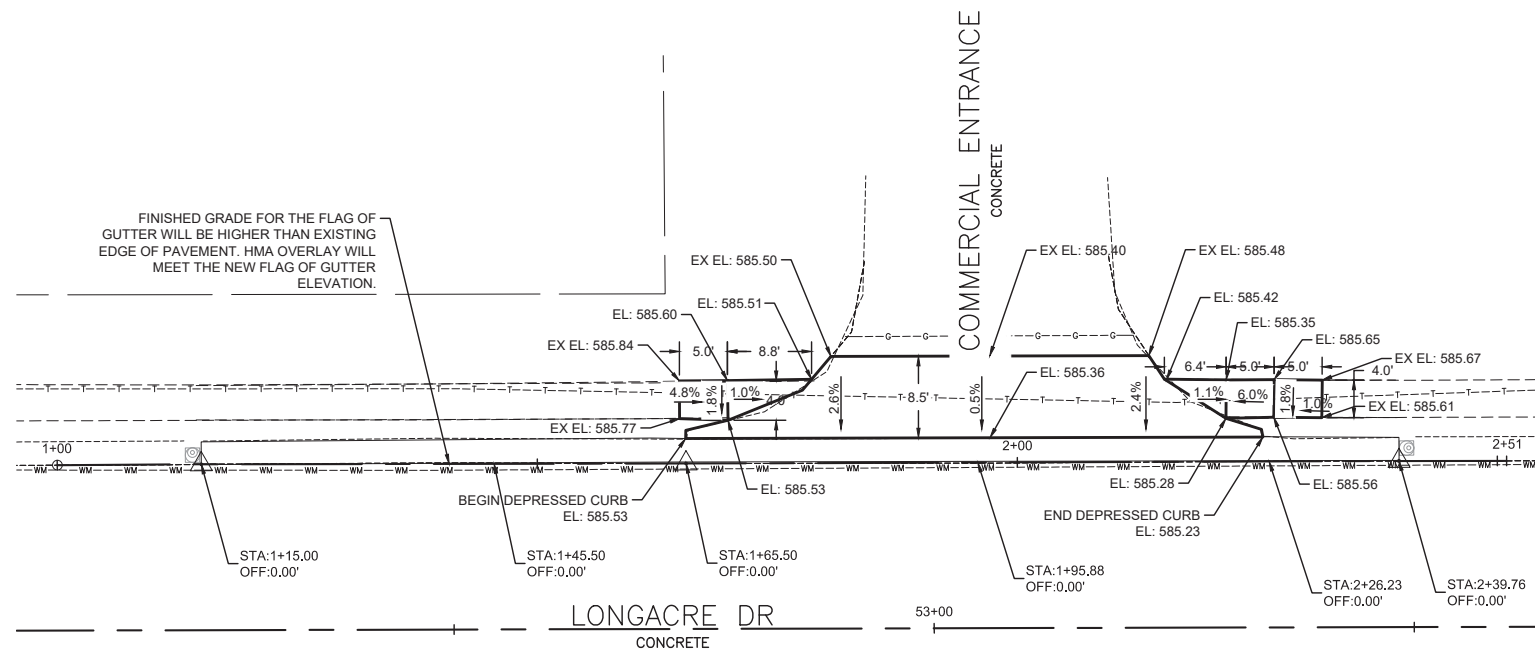 COMMERCIAL ENTRANCE
CONCRETE
FINISHED GRADE FOR THE FLAG OF
GUTTER WILL BE HIGHER THAN EXISTING
EDGE OF PAVEMENT. HMA OVERLAY WILL
MEET THE NEW FLAG OF GUTTER
ELEVATION.
EX EL: 585.50
EX EL: 585.40
EX EL: 585.48
EL: 585.51
EL: 585.42
EL: 585.60
EL: 585.35
EL: 585.65
EX EL: 585.84
EX EL: 585.67
5.0'
8.8'
6.4'
5.0'
5.0'
4.0'
G
G
G
G
4.8%
1.8%
1.0%
2.6%
8.5'
0.5%
EL: 585.36
2.4%
1.1%
6.0%
1.8%
1.0%
EX EL: 585.77
EX EL: 585.61
1+00
2+00
2+51
BEGIN DEPRESSED CURB
EL: 585.53
EL: 585.53
EL: 585.28
EL: 585.56
END DEPRESSED CURB
EL: 585.23
STA:1+15.00
OFF:0.00'
STA:1+45.50
OFF:0.00'
STA:1+65.50
OFF:0.00'
STA:1+95.88
OFF:0.00'
STA:2+26.23
OFF:0.00'
STA:2+39.76
OFF:0.00'
LONGACRE DR
CONCRETE
53+00